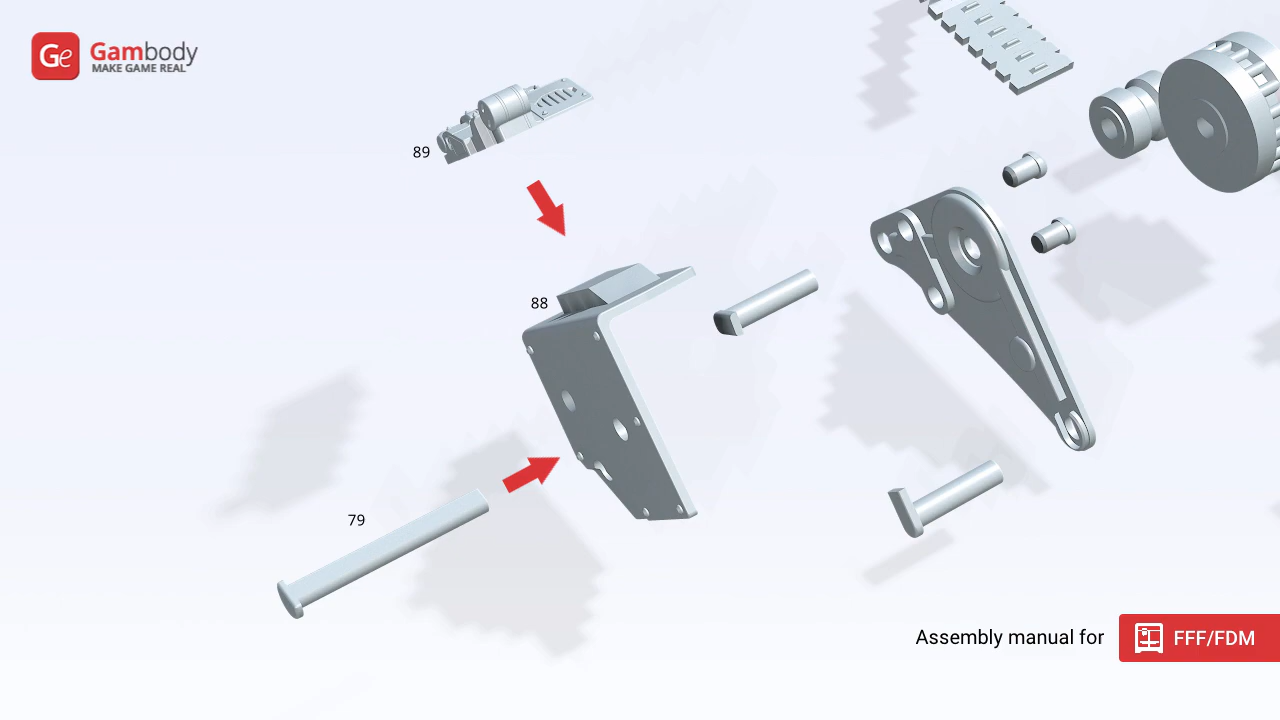 Ge Gambody
MAKE GAME REAL
89
88
79
Assembly manual for FFF/FDM